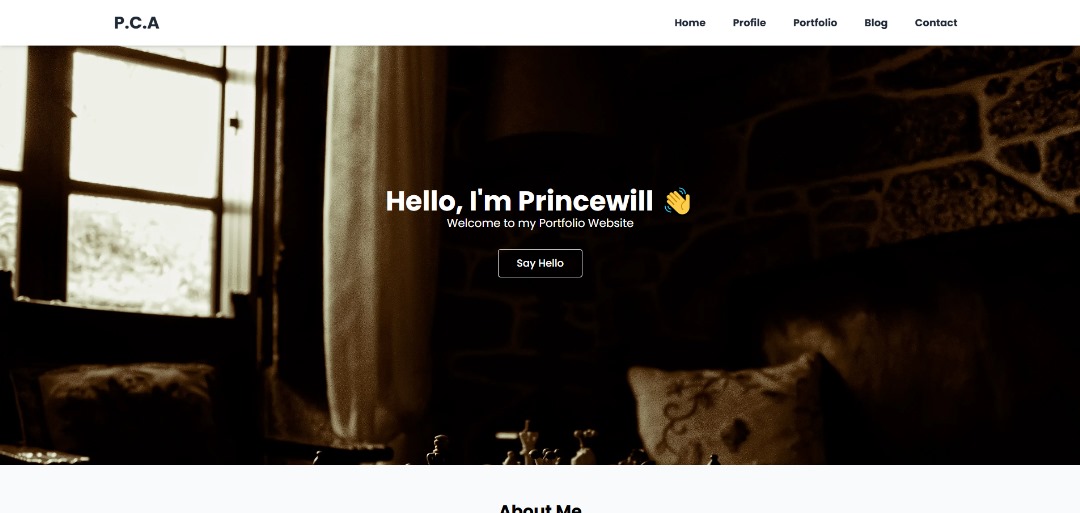 P.C.A
Home Profile Portfolio Blog Contact
Hello, I'm Princewill 👋
Welcome to my Portfolio Website
Say Hello
About Me